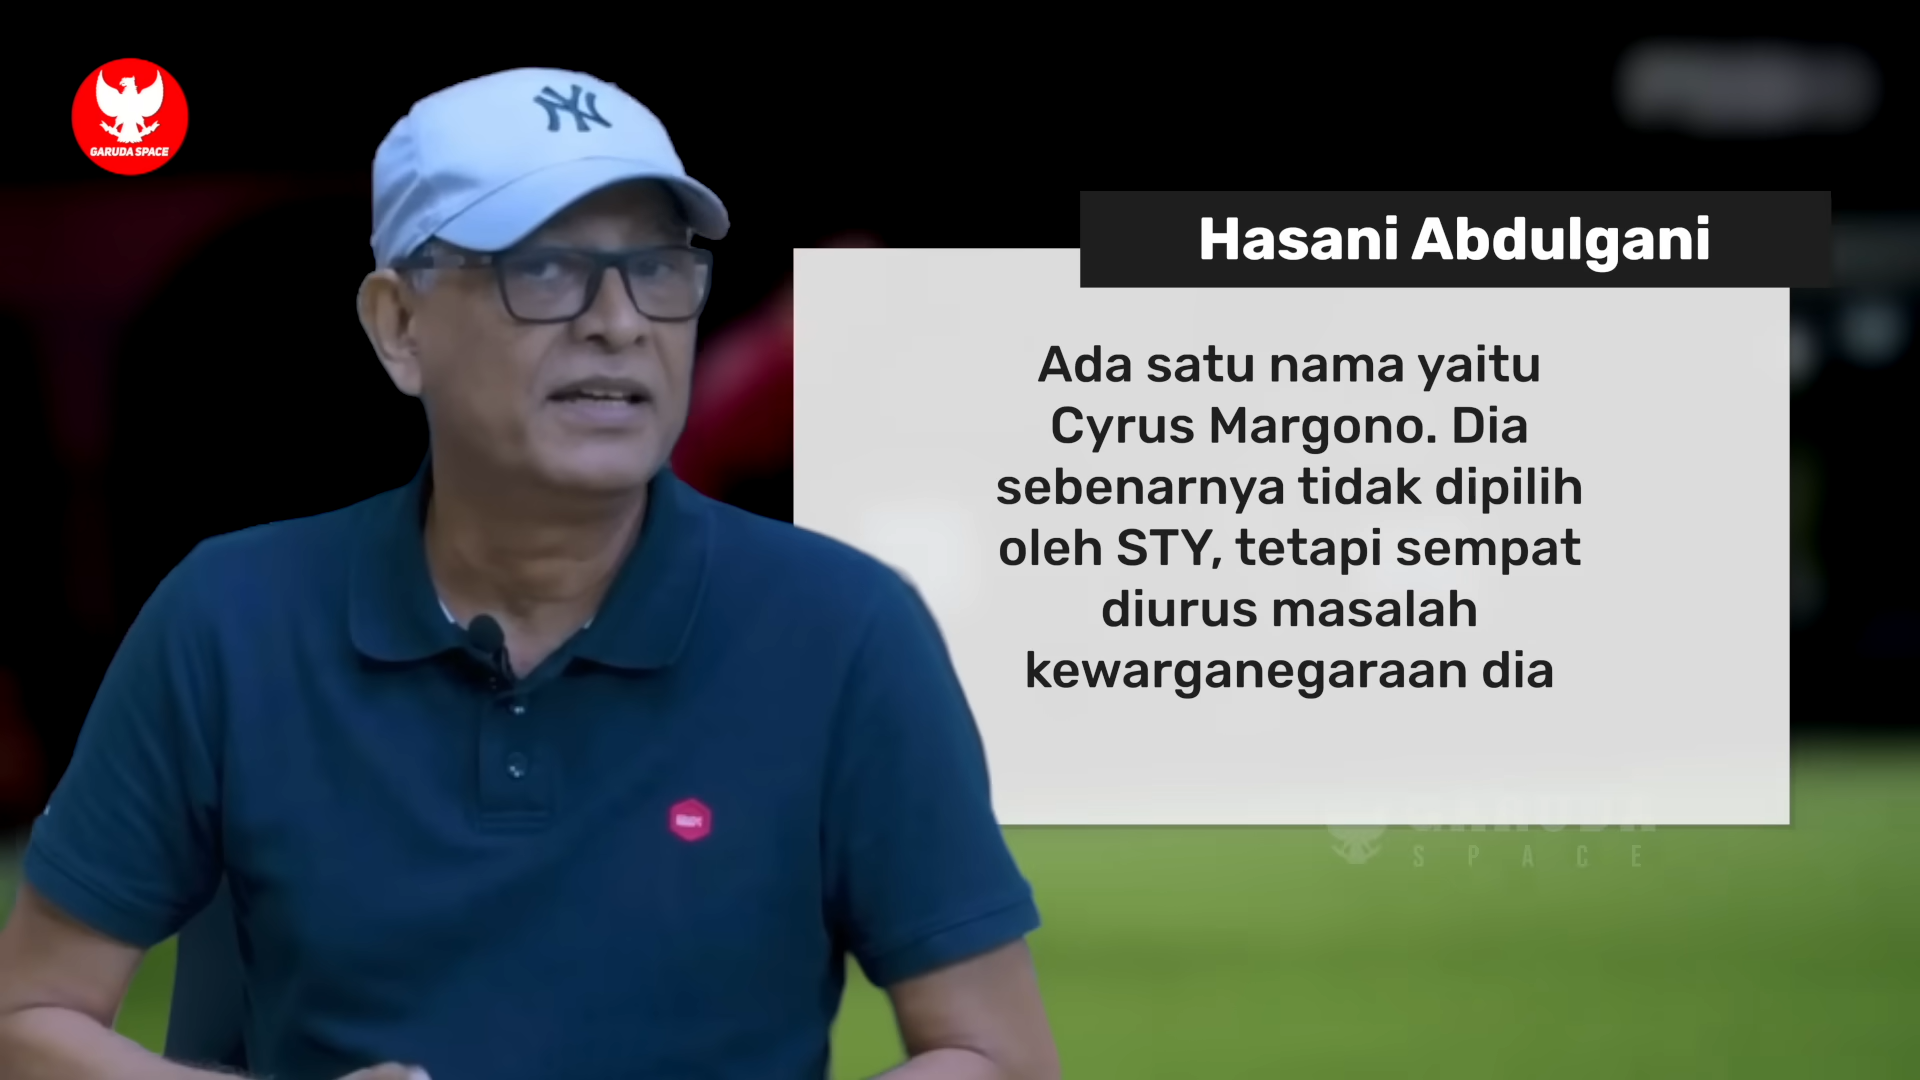 GARUDA SPACE
NY
Hasani Abdulgani
Ada satu nama yaitu
Cyrus Margono. Dia
sebenarnya tidak dipilih
oleh STY, tetapi sempat
diurus masalah
kewarganegaraan dia
SPACE